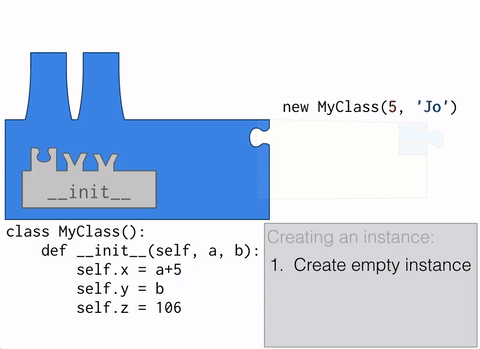 new MyClass(5, 'Jo')
__init__
class MyClass():
    def __init__(self, a, b):
        self.x = a+5
        self.y = b
        self.z = 106
Creating an instance:
1. Create empty instance